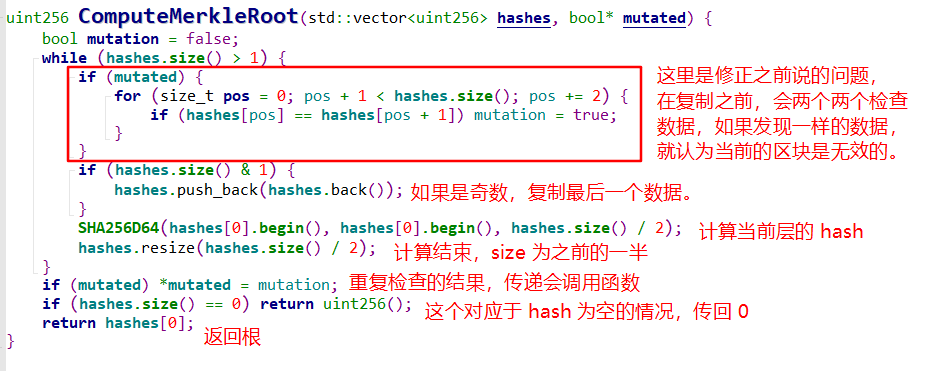 uint256 ComputeMerkleRoot(std::vector<uint256> hashes, bool* mutated) {
bool mutation = false;
while (hashes.size() > 1) {
if (mutated) {
for (size_t pos = 0; pos + 1 < hashes.size(); pos += 2) {
if (hashes[pos] == hashes[pos + 1]) mutation = true;
}
}
这里是修正之前说的问题，
在复制之前，会两个两个检查
数据，如果发现一样的数据，
就认为当前的区块是无效的。
if (hashes.size() & 1) {
hashes.push_back(hashes.back()); 如果是奇数，复制最后一个数据。
}
SHA256D64(hashes[0].begin(), hashes[0].begin(), hashes.size() / 2); 计算当前层的 hash
hashes.resize(hashes.size() / 2); 计算结束，size 为之前的一半
}
if (mutated) *mutated = mutation; 重复检查的结果，传递会调用函数
if (hashes.size() == 0) return uint256(); 这个对应于 hash 为空的情况，传回 0
return hashes[0]; 返回根
}